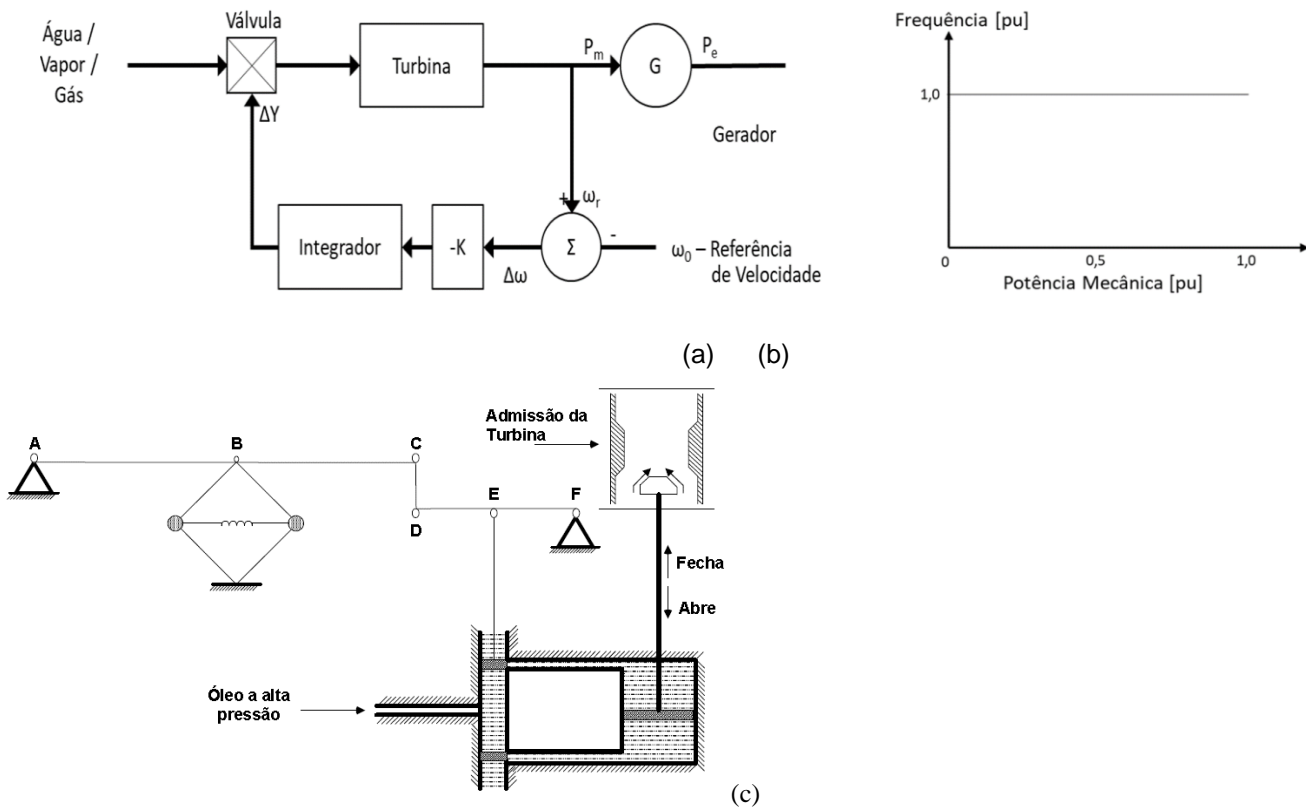 Água /
Vapor /
Gás
Válvula
ΔY
Turbina
P_m
G
P_e
Gerador
Integrador
-K
Δω
Σ
+
ω_r
-
ω_0 – Referência
de Velocidade
Frequência [pu]
1,0
0
0,5
1,0
Potência Mecânica [pu]
(a) (b)
A
B
C
D
E
F
Admissão da
Turbina
Fecha
Abre
Óleo a alta
pressão
(c)